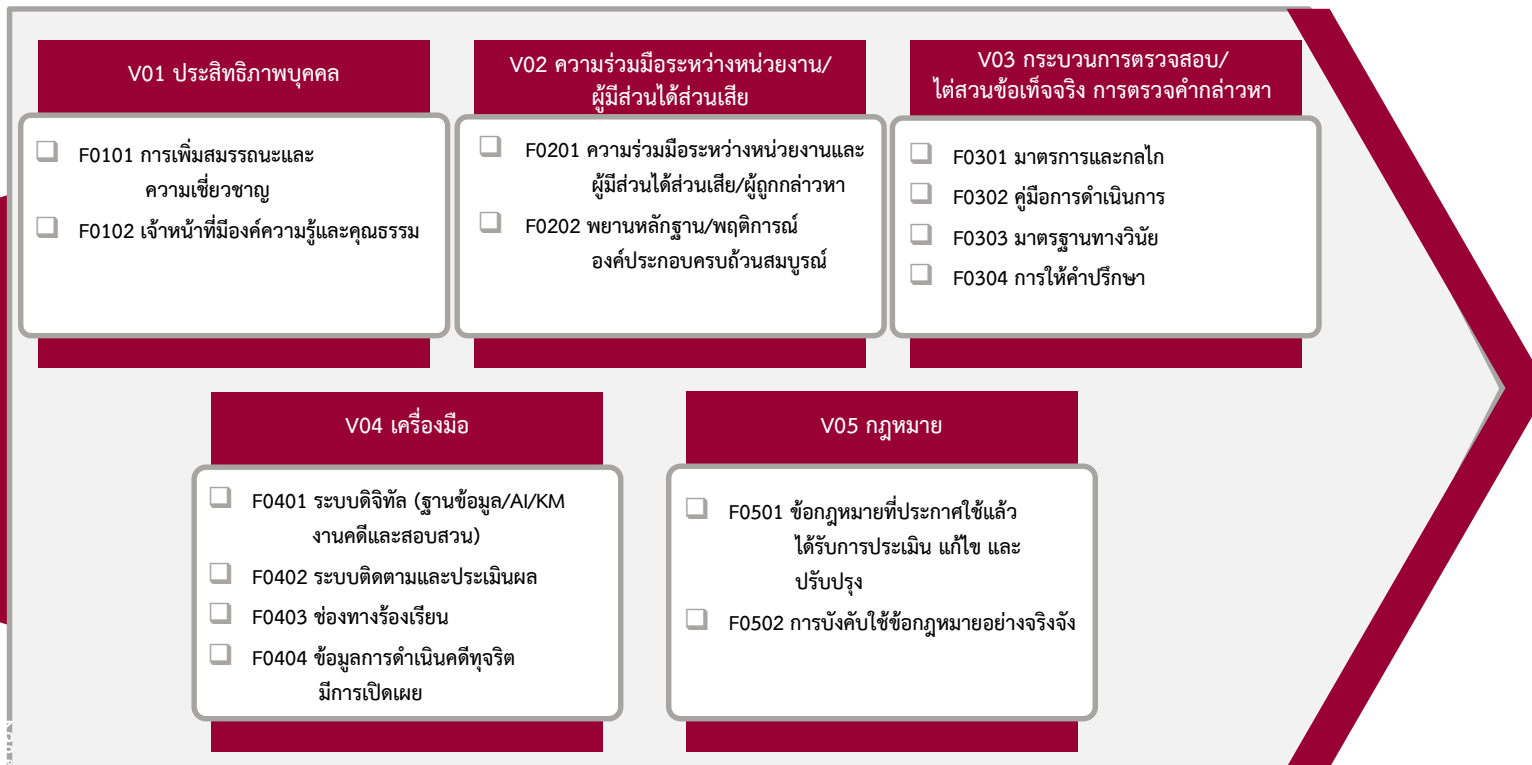 V01 ประสิทธิภาพบุคคล
F0101 การเพิ่มสมรรถนะและ
ความเชี่ยวชาญ
F0102 เจ้าหน้าที่มีองค์ความรู้และคุณธรรม
V02 ความร่วมมือระหว่างหน่วยงาน/
ผู้มีส่วนได้ส่วนเสีย
F0201 ความร่วมมือระหว่างหน่วยงานและ
ผู้มีส่วนได้ส่วนเสีย/ผู้ถูกกล่าวหา
F0202 พยานหลักฐาน/พฤติการณ์
องค์ประกอบครบถ้วนสมบูรณ์
V03 กระบวนการตรวจสอบ/
ไต่สวนข้อเท็จจริง การตรวจคำกล่าวหา
F0301 มาตรการและกลไก
F0302 คู่มือการดำเนินการ
F0303 มาตรฐานทางวินัย
F0304 การให้คำปรึกษา
V04 เครื่องมือ
F0401 ระบบดิจิทัล (ฐานข้อมูล/AI/KM
งานคดีและสอบสวน)
F0402 ระบบติดตามและประเมินผล
F0403 ช่องทางร้องเรียน
F0404 ข้อมูลการดำเนินคดีทุจริต
มีการเปิดเผย
V05 กฎหมาย
F0501 ข้อกฎหมายที่ประกาศใช้แล้ว
ได้รับการประเมิน แก้ไข และ
ปรับปรุง
F0502 การบังคับใช้ข้อกฎหมายอย่างจริงจัง